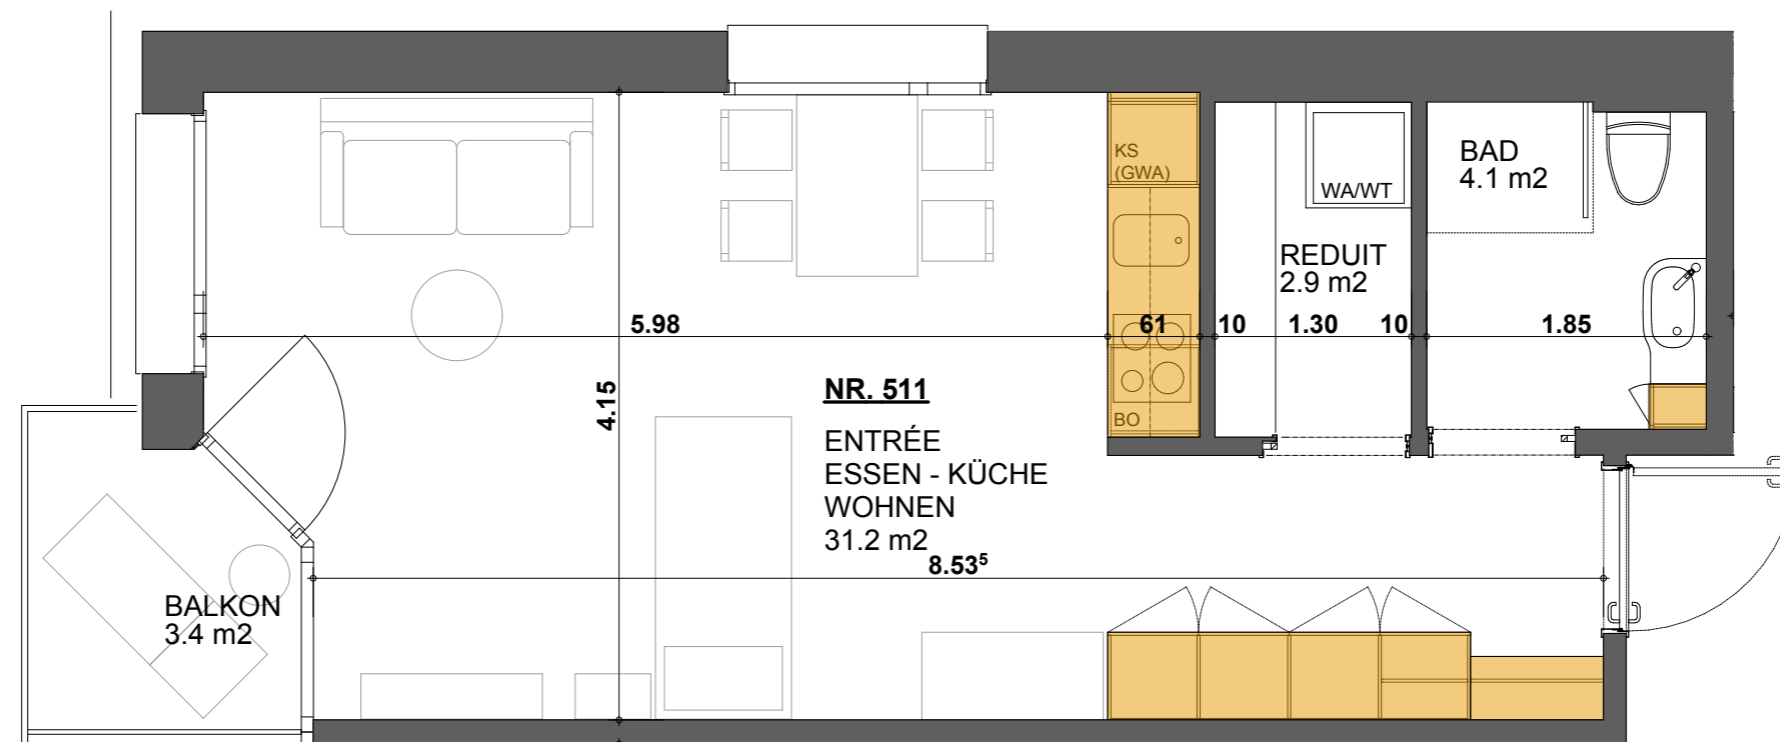 KS
(GWA)
WA/WT
BAD
4.1 m2
REDUIT
2.9 m2
5.98
61
10
1.30
10
1.85
4.15
NR. 511
BO
ENTRÉE
ESSEN - KÜCHE
WOHNEN
31.2 m2
8.53⁵
BALKON
3.4 m2